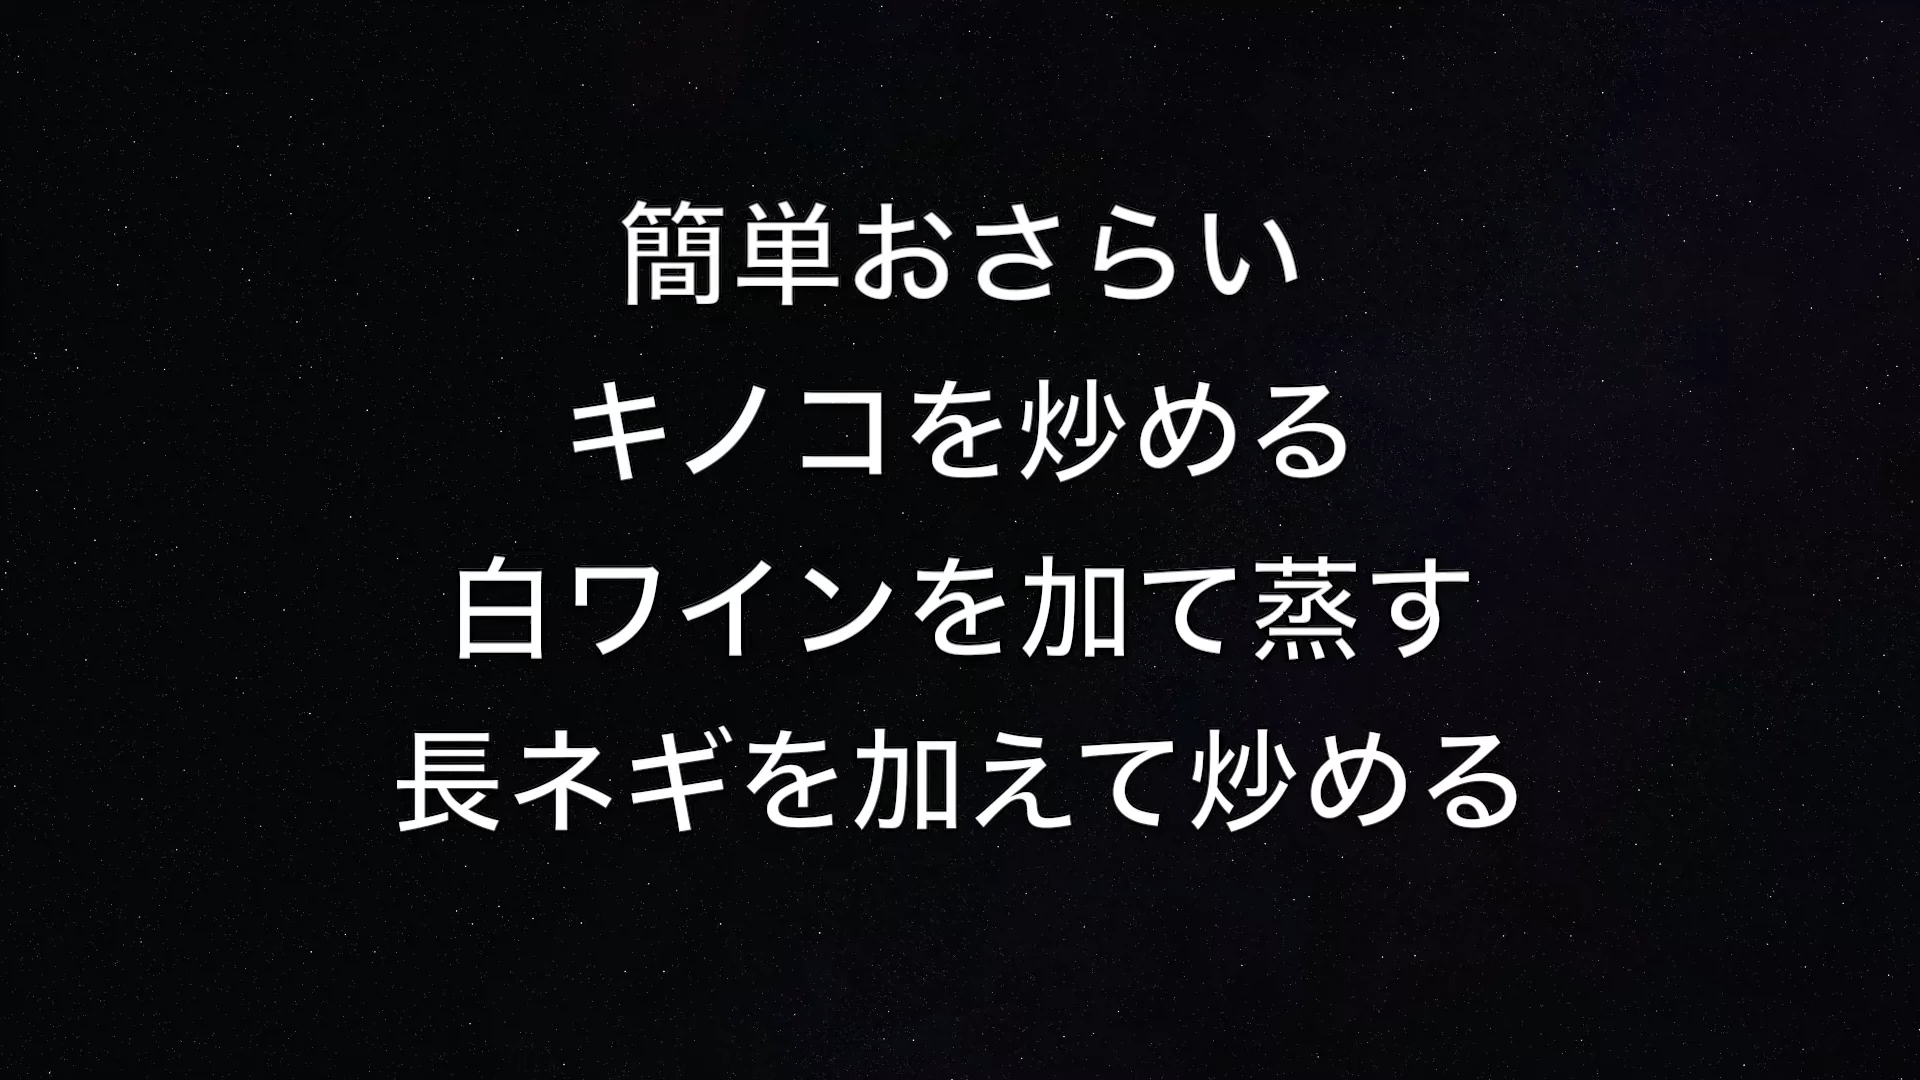 簡単おさらい
キノコを炒める
白ワインを加て蒸す
長ネギを加えて炒める